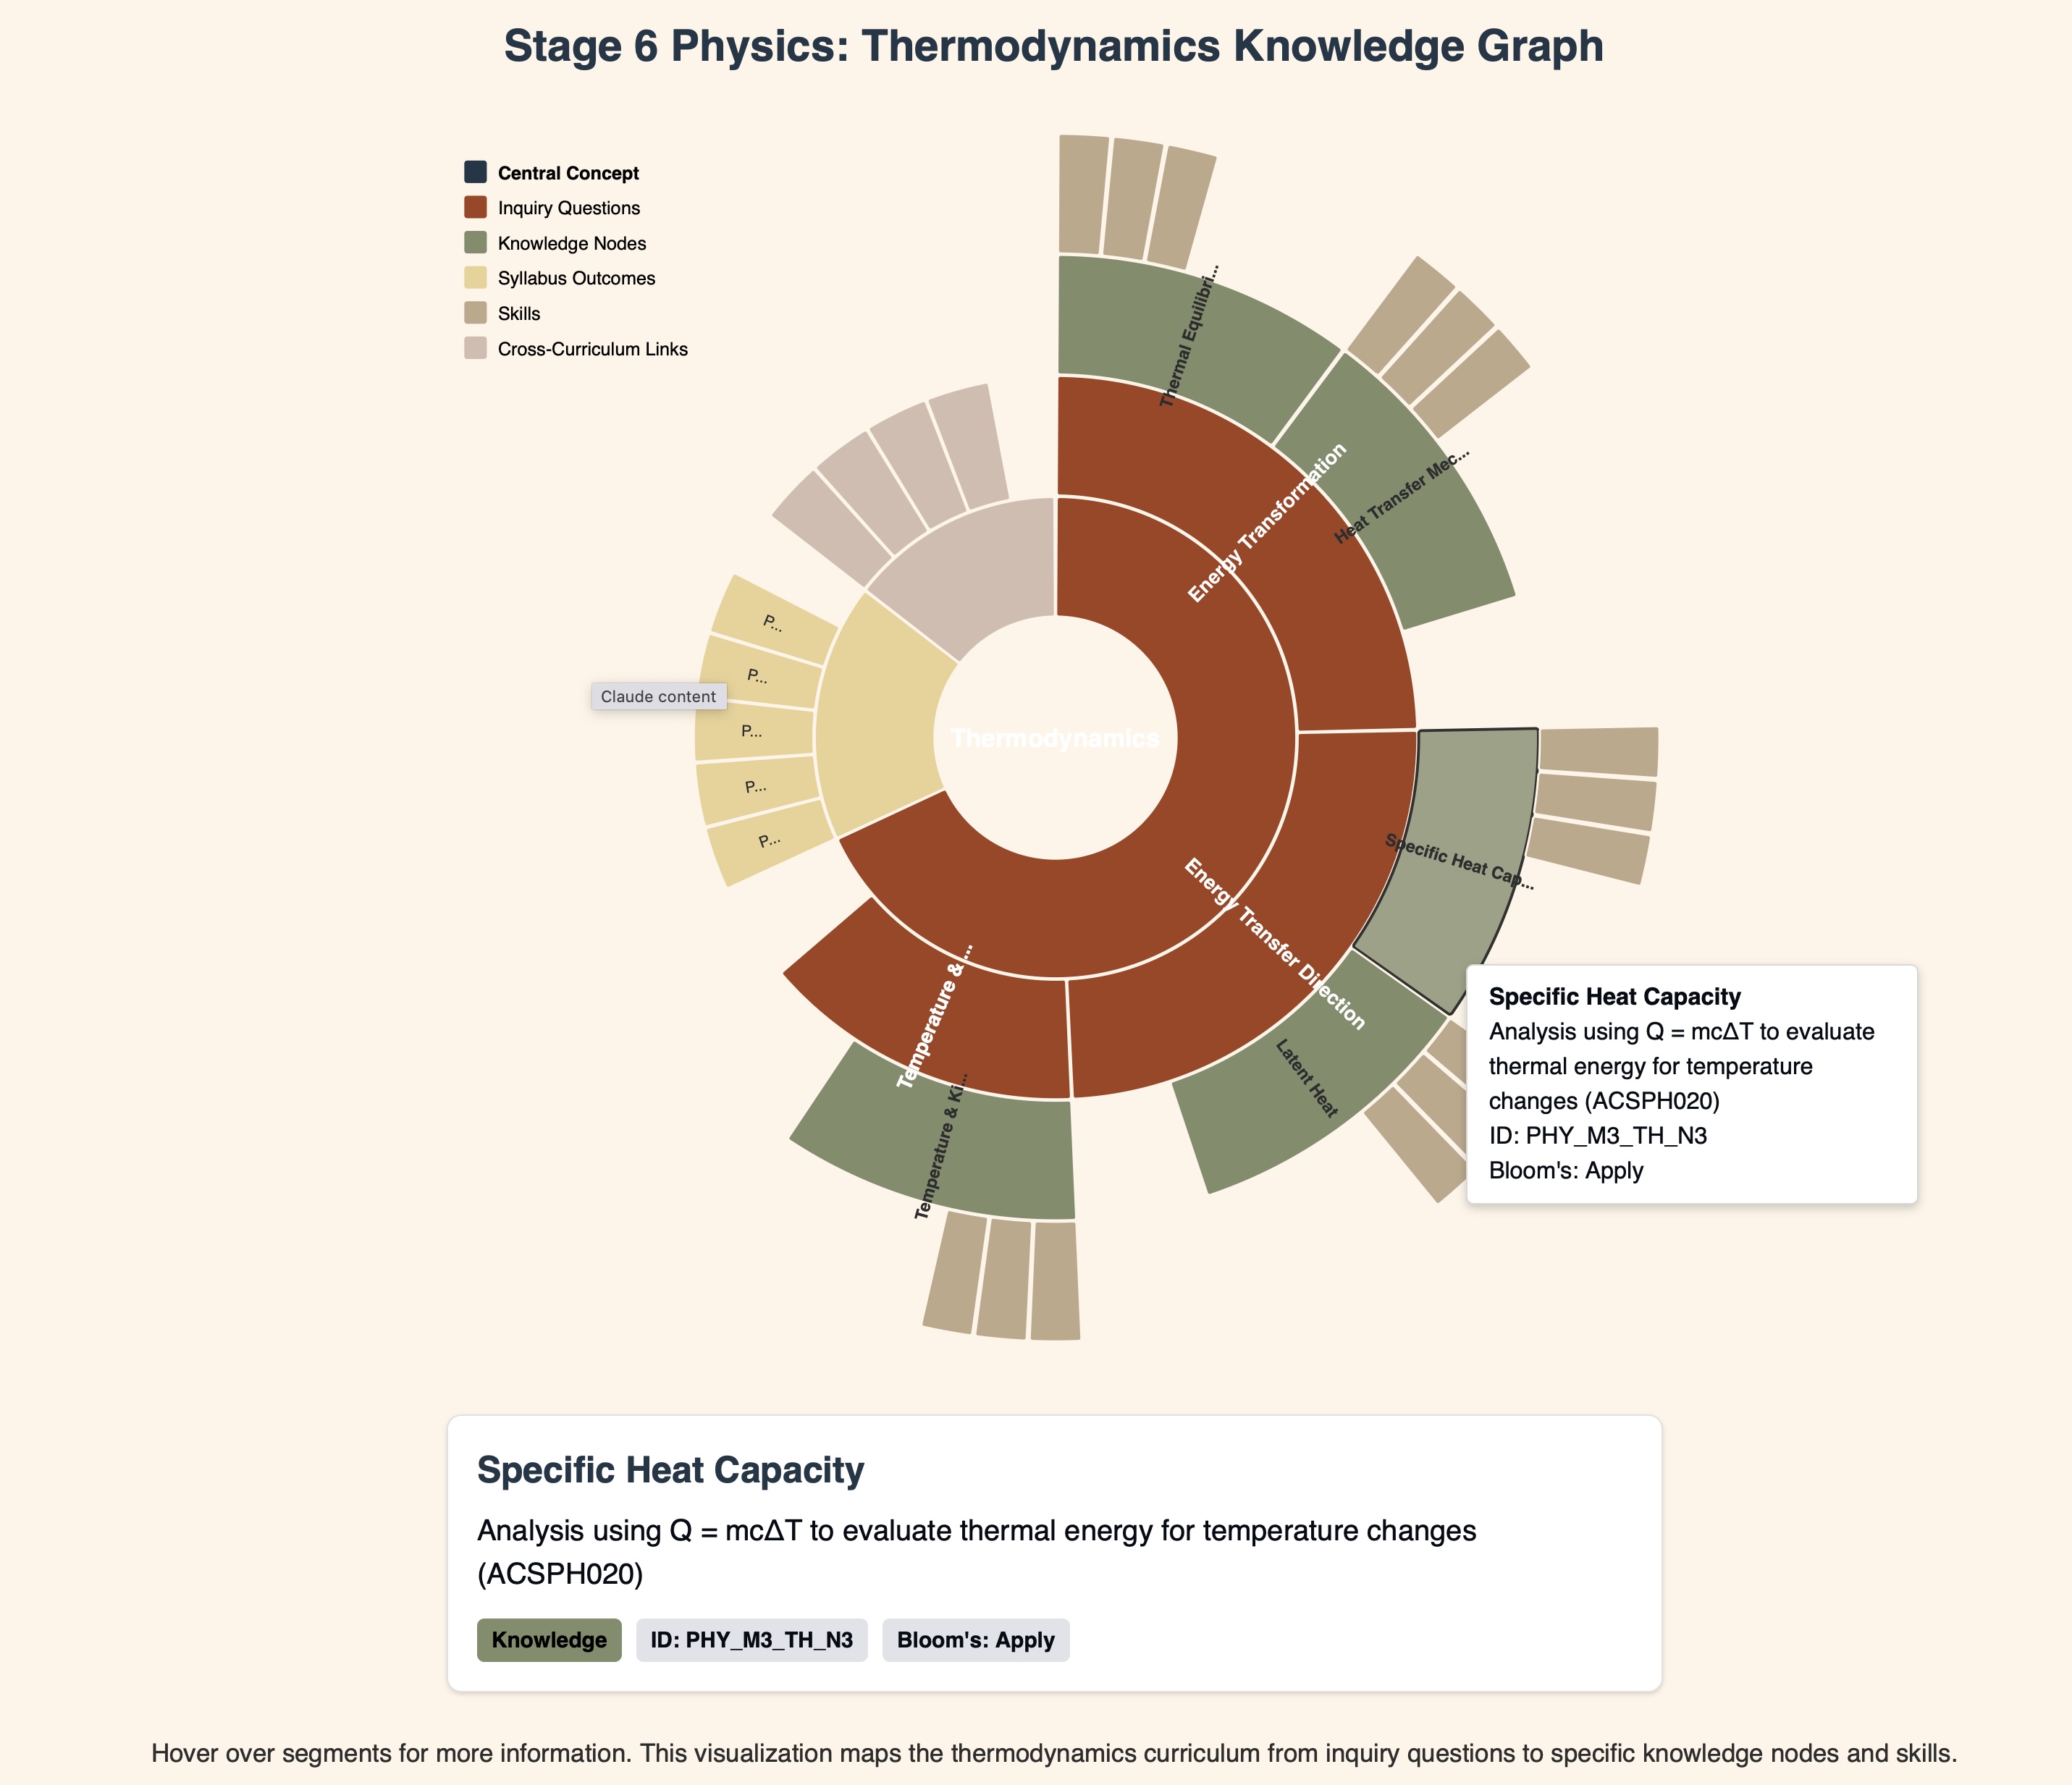 Stage 6 Physics: Thermodynamics Knowledge Graph
Central Concept
Inquiry Questions
Knowledge Nodes
Syllabus Outcomes
Skills
Cross-Curriculum Links
Thermal Equilibri...
Energy Transformation
Heat Transfer Mec...
P...
P...
Claude content
P...
P...
P...
Thermodynamics
Specific Heat Cap...
Energy Transfer Direction
Latent Heat
Temperature & ...
Temperature & Ki...
Specific Heat Capacity
Analysis using Q = mcΔT to evaluate
thermal energy for temperature
changes (ACSPH020)
ID: PHY_M3_TH_N3
Bloom's: Apply
Specific Heat Capacity
Analysis using Q = mcΔT to evaluate thermal energy for temperature changes
(ACSPH020)
Knowledge
ID: PHY_M3_TH_N3
Bloom's: Apply
Hover over segments for more information. This visualization maps the thermodynamics curriculum from inquiry questions to specific knowledge nodes and skills.